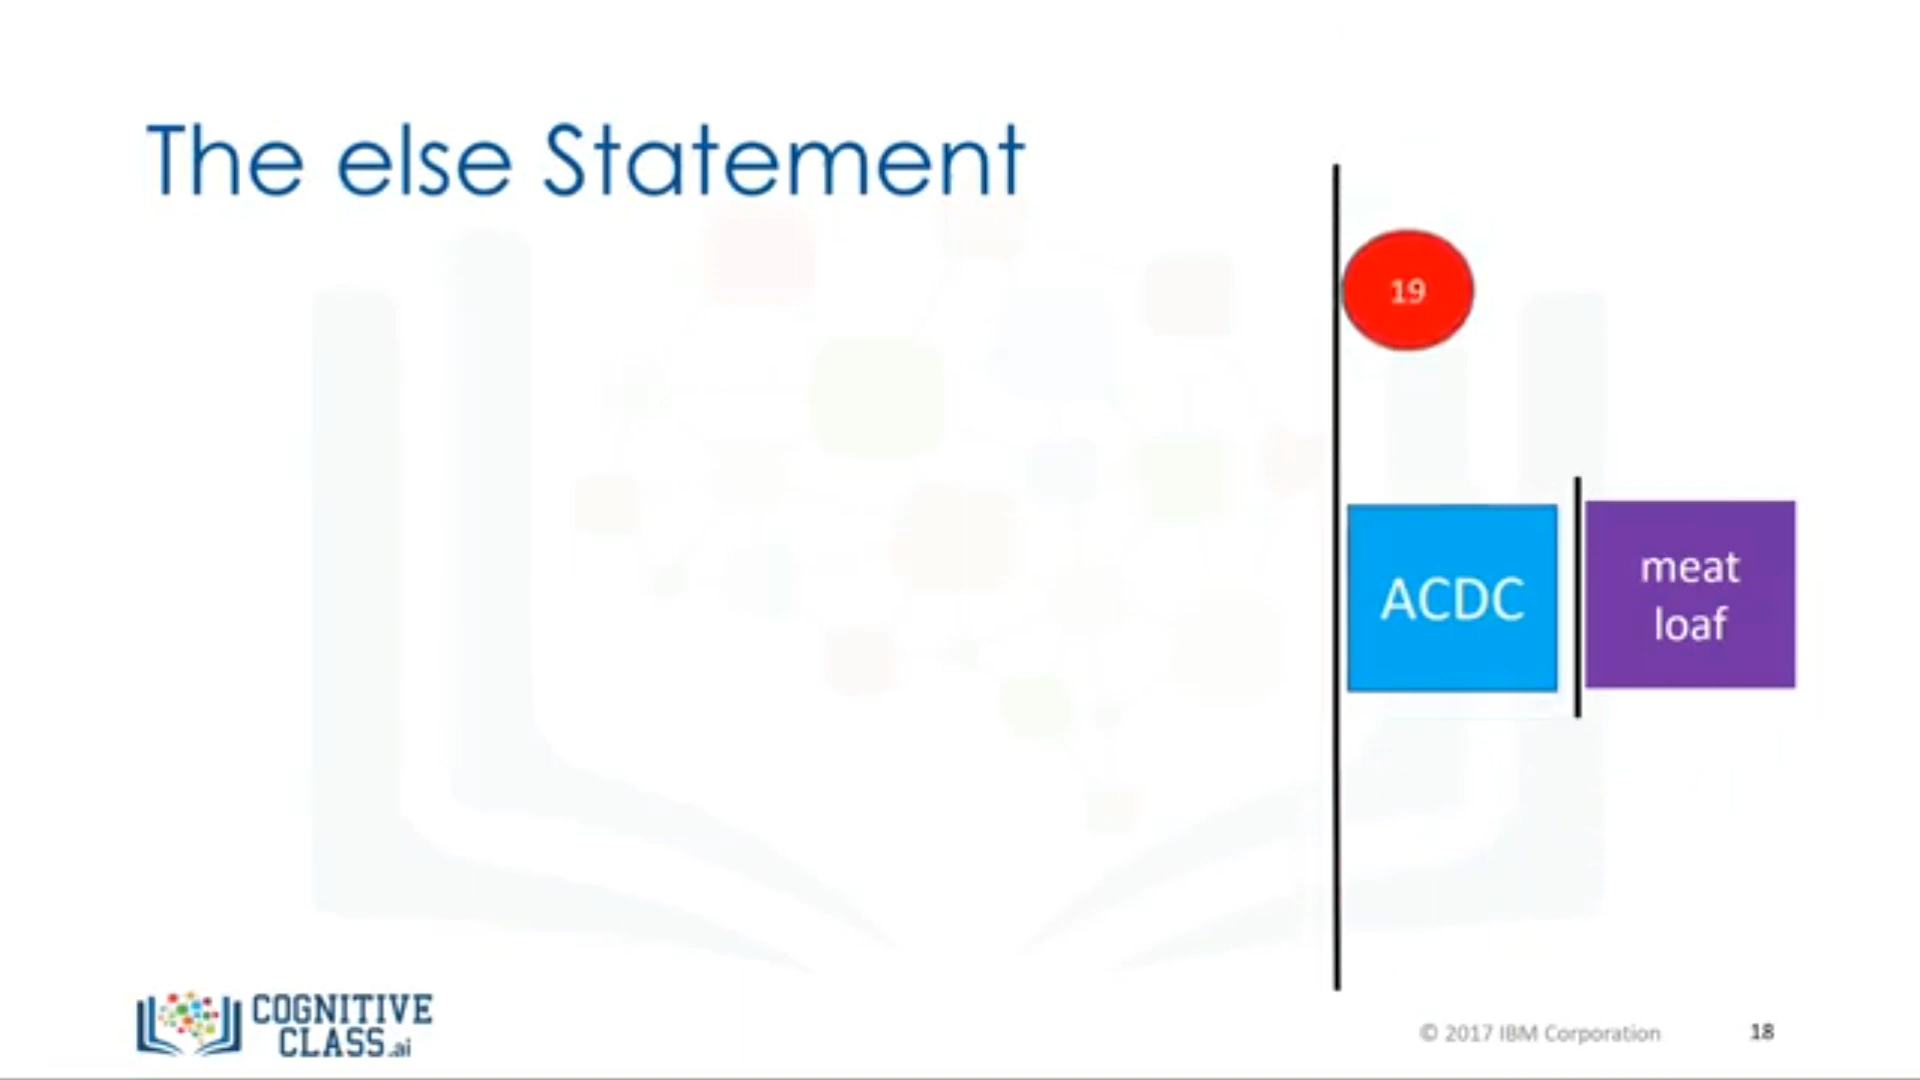 The else Statement
19
ACDC
meat
loaf
COGNITIVE
CLASS.ai
© 2017 IBM Corporation
18